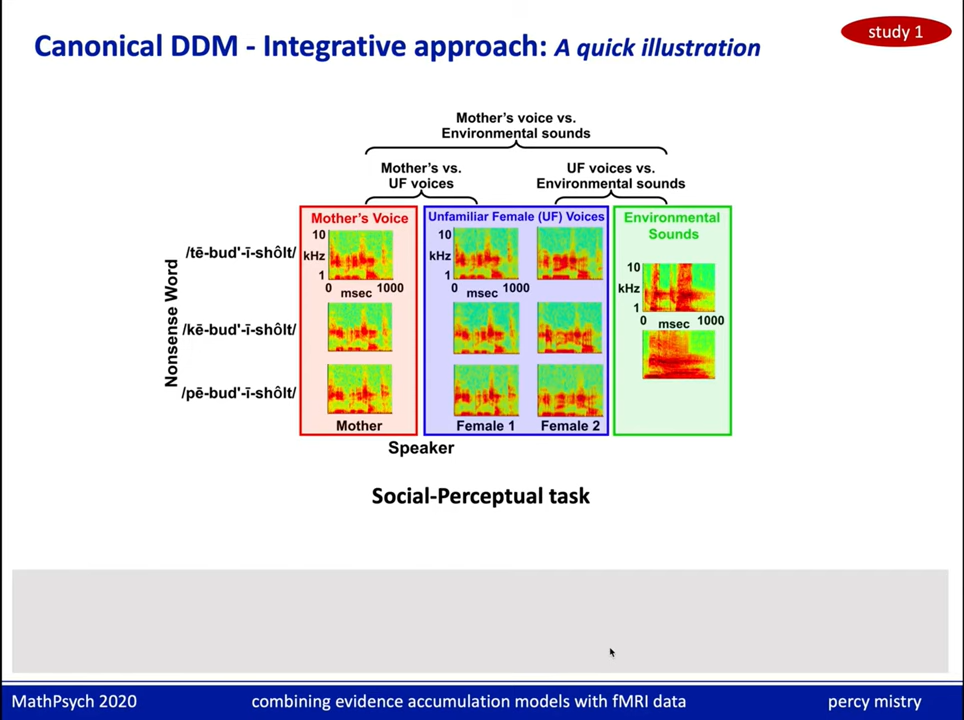 Canonical DDM - Integrative approach: A quick illustration
study 1
Mother's voice vs.
Environmental sounds
Mother's vs.
UF voices
UF voices vs.
Environmental sounds
Mother's Voice
Unfamiliar Female (UF) Voices
Environmental
Sounds
Nonsense Word
/tē-bud'-ī-shôlt/
/kē-bud'-ī-shôlt/
/pē-bud'-ī-shôlt/
10
kHz
1
0 msec 1000
10
kHz
1
0 msec 1000
10
kHz
1
0 msec 1000
Mother
Female 1
Female 2
Speaker
Social-Perceptual task
MathPsych 2020
combining evidence accumulation models with fMRI data
percy mistry